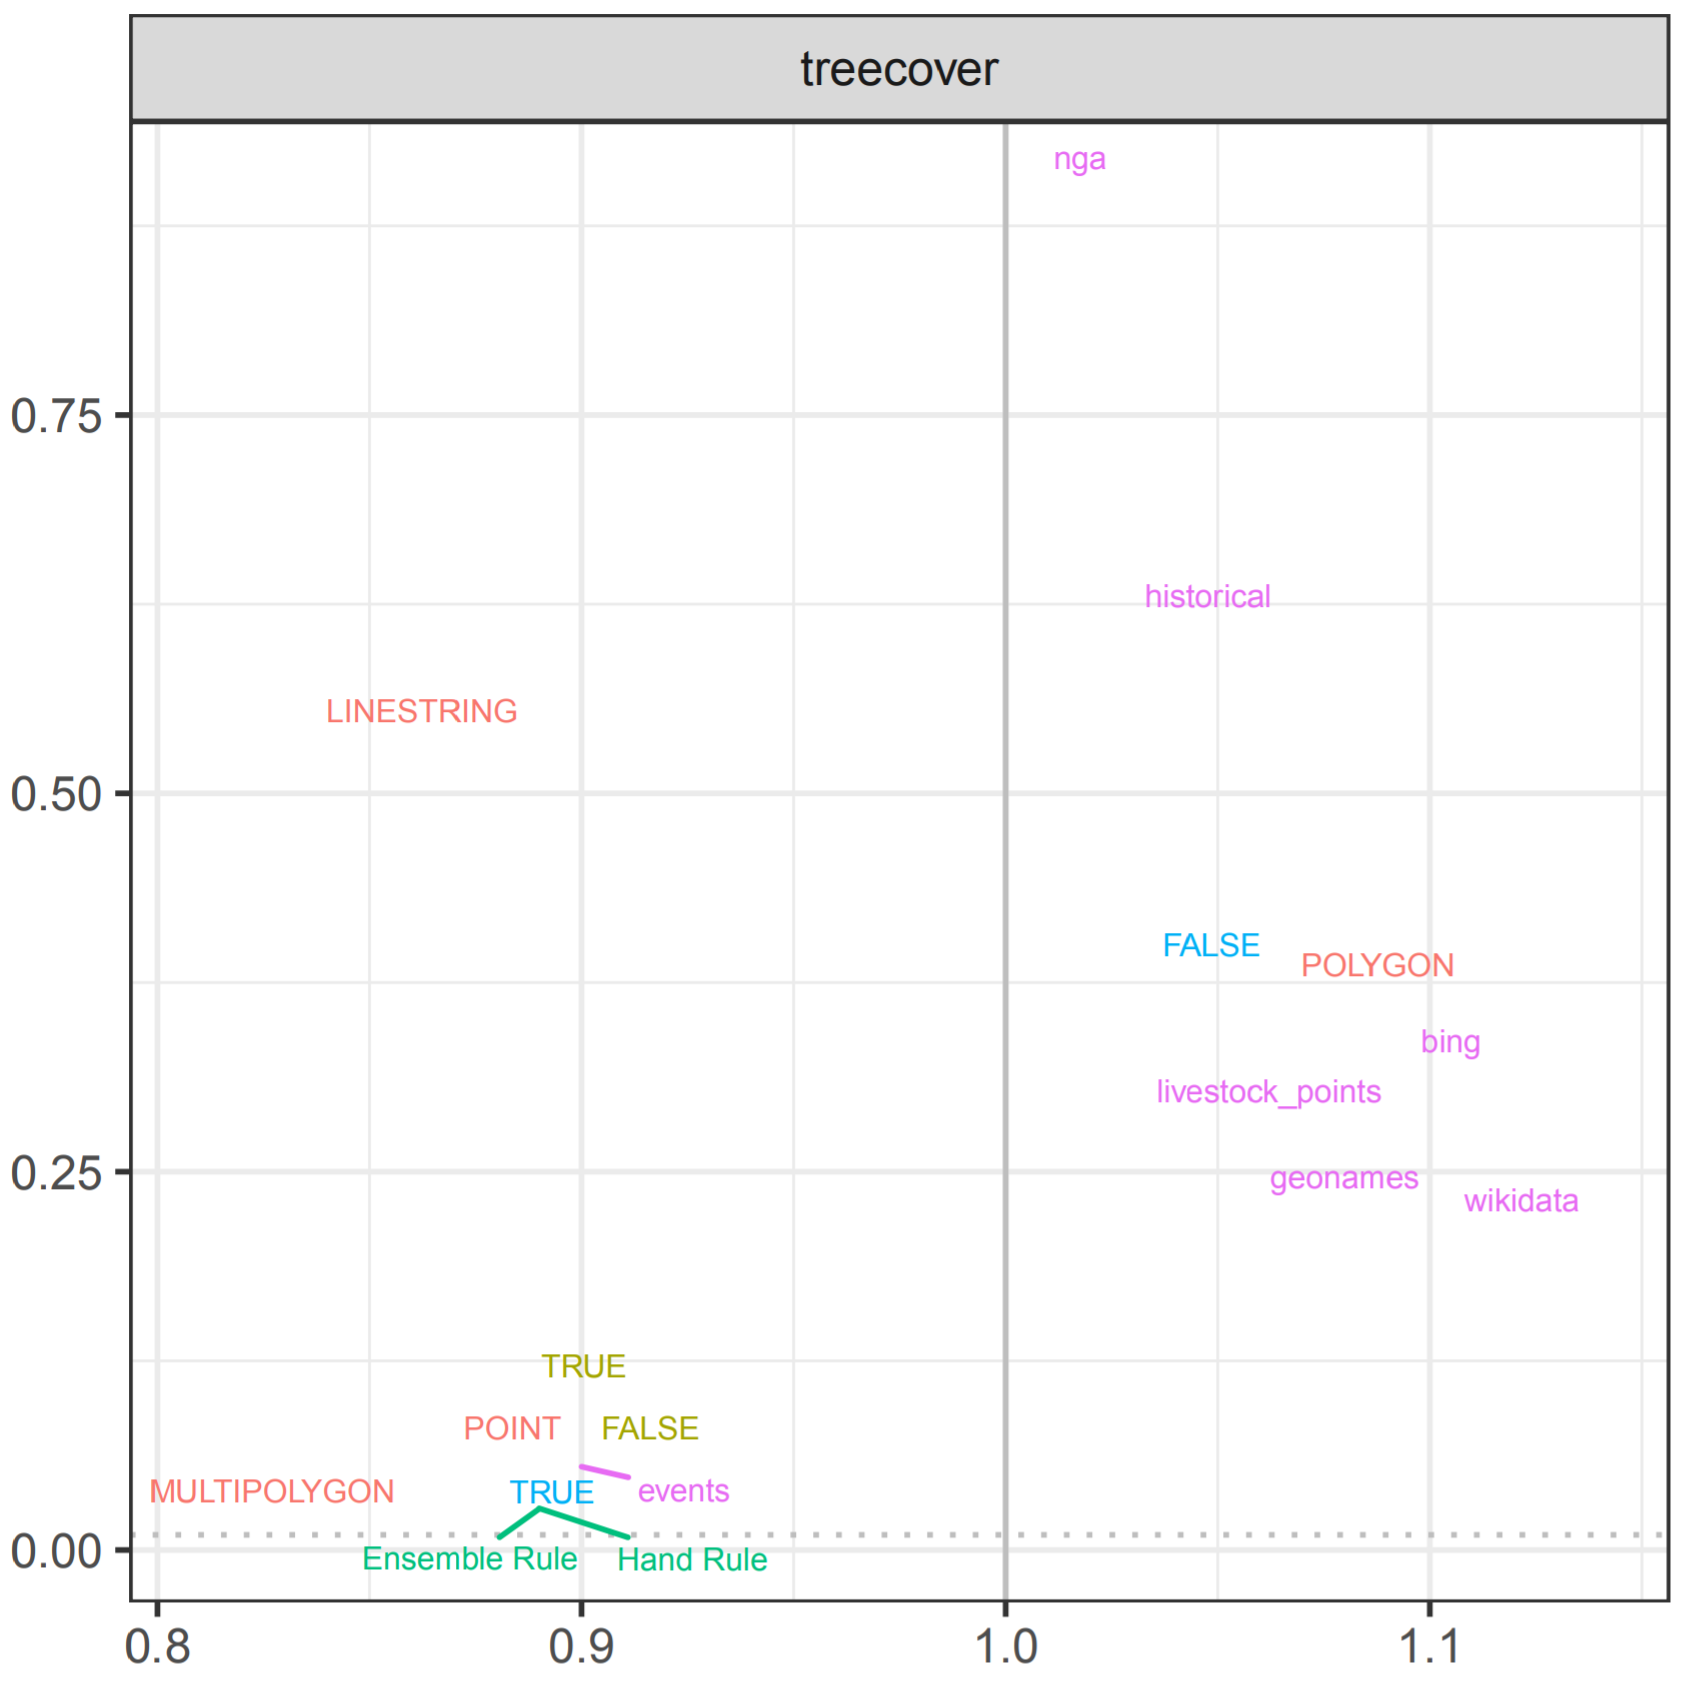 treecover
nga
0.75
historical
LINESTRING
0.50
FALSE
POLYGON
bing
livestock_points
0.25
geonames
wikidata
TRUE
POINT
FALSE
MULTIPOLYGON
TRUE
events
0.00
Ensemble Rule
Hand Rule
0.8
0.9
1.0
1.1